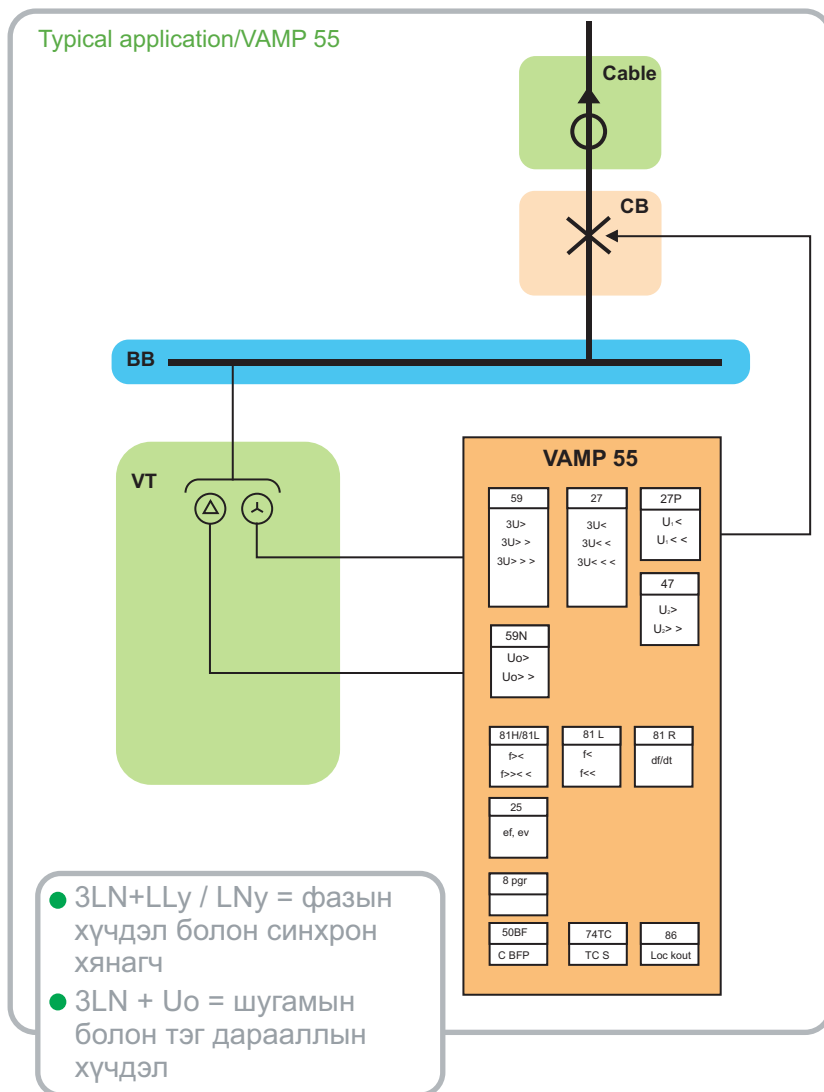 Typical application/VAMP 55
Cable
CB
BB
VT
VAMP 55
59
3U>
3U> >
3U> > >
27
3U<
3U< <
3U< < <
27P
U₁ <
U₁ < <
47
U₂>
U₂> >
59N
Uo>
Uo> >
81H/81L
f><
f>>< <
81 L
f<
f<<
81 R
df/dt
25
ef, ev
8 pgr
50BF
C BFP
74TC
TC S
86
Loc kout
3LN+LLy / LNy = фазын
хүчдэл болон синхрон
хянагч
3LN + Uo = шугамын
болон тэг дарааллын
хүчдэл